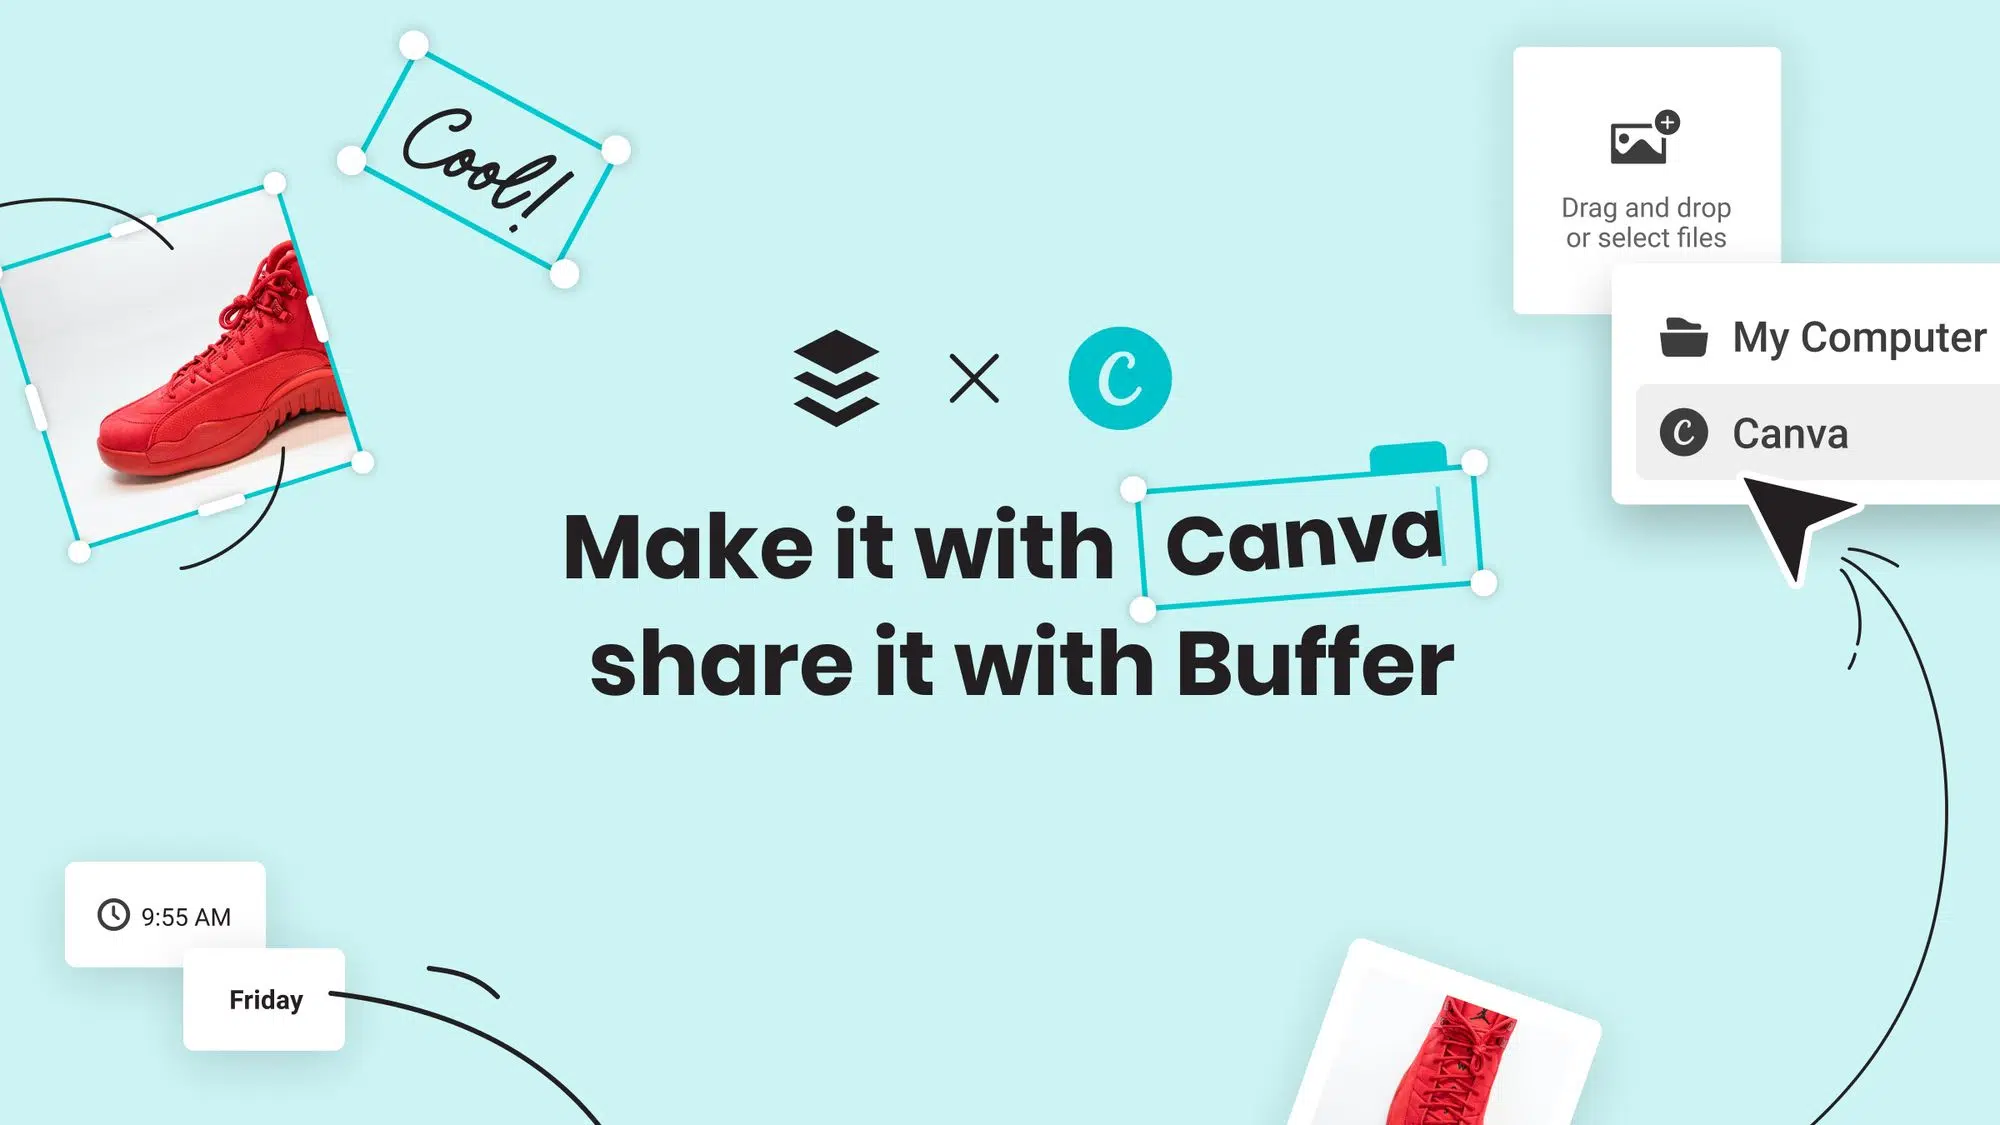 Cool!
Drag and drop
or select files
My Computer
Canva
Make it with Canva
share it with Buffer
9:55 AM
Friday